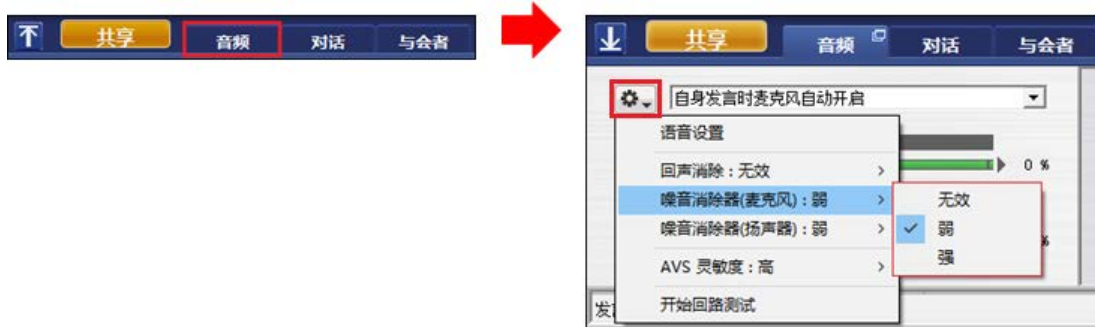 共享 音频 对话 与会者
共享 音频 对话 与会者
自身发言时麦克风自动开启
语音设置
回声消除：无效
0 %
噪音消除器(麦克风)：弱
无效
噪音消除器(扬声器)：弱
弱
%
AVS 灵敏度：高
强
开始回路测试
发